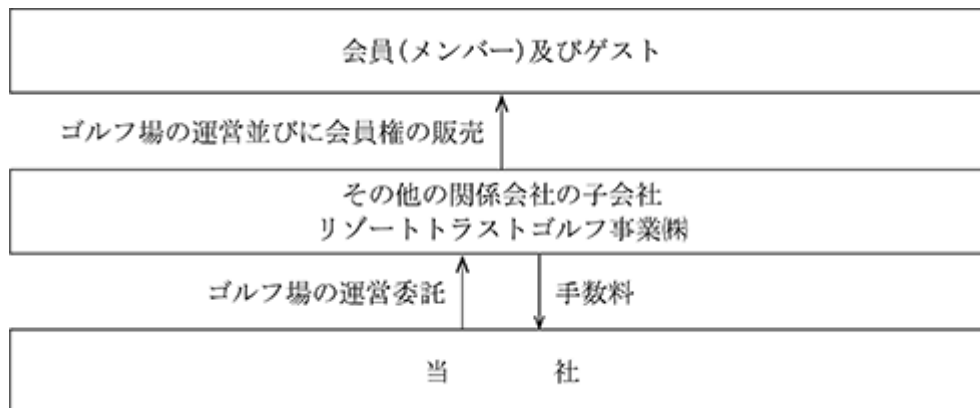 会員(メンバー)及びゲスト
ゴルフ場の運営並びに会員権の販売
その他の関係会社の子会社
リゾートトラストゴルフ事業㈱
ゴルフ場の運営委託
手数料
当　　　社